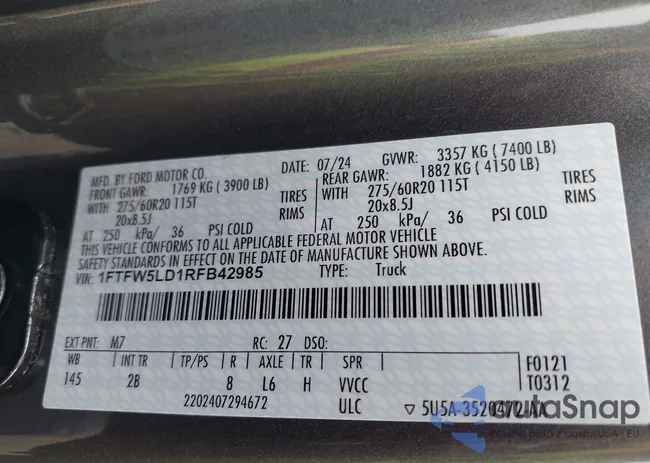 MFD. BY FORD MOTOR CO. DATE: 07/24 GVWR: 3357 KG ( 7400 LB)
FRONT GAWR: 1769 KG ( 3900 LB) REAR GAWR: 1882 KG ( 4150 LB)
WITH 275/60R20 115T TIRES WITH 275/60R20 115T TIRES
20x8.5J RIMS 20x8.5J RIMS
AT 250 kPa/ 36 PSI COLD AT 250 kPa/ 36 PSI COLD
THIS VEHICLE CONFORMS TO ALL APPLICABLE FEDERAL MOTOR VEHICLE
SAFETY STANDARDS IN EFFECT ON THE DATE OF MANUFACTURE SHOWN ABOVE.
VIN: 1FTFW5LD1RFB42985 TYPE: Truck
EXT PNT: M7 RC: 27 DSO:
WB INT TR TP/PS R AXLE TR SPR F0121
145 2B 8 L6 H VVCC T0312
2202407294672 ULC ▽ 5U5A-3520472-AA
autaSnap